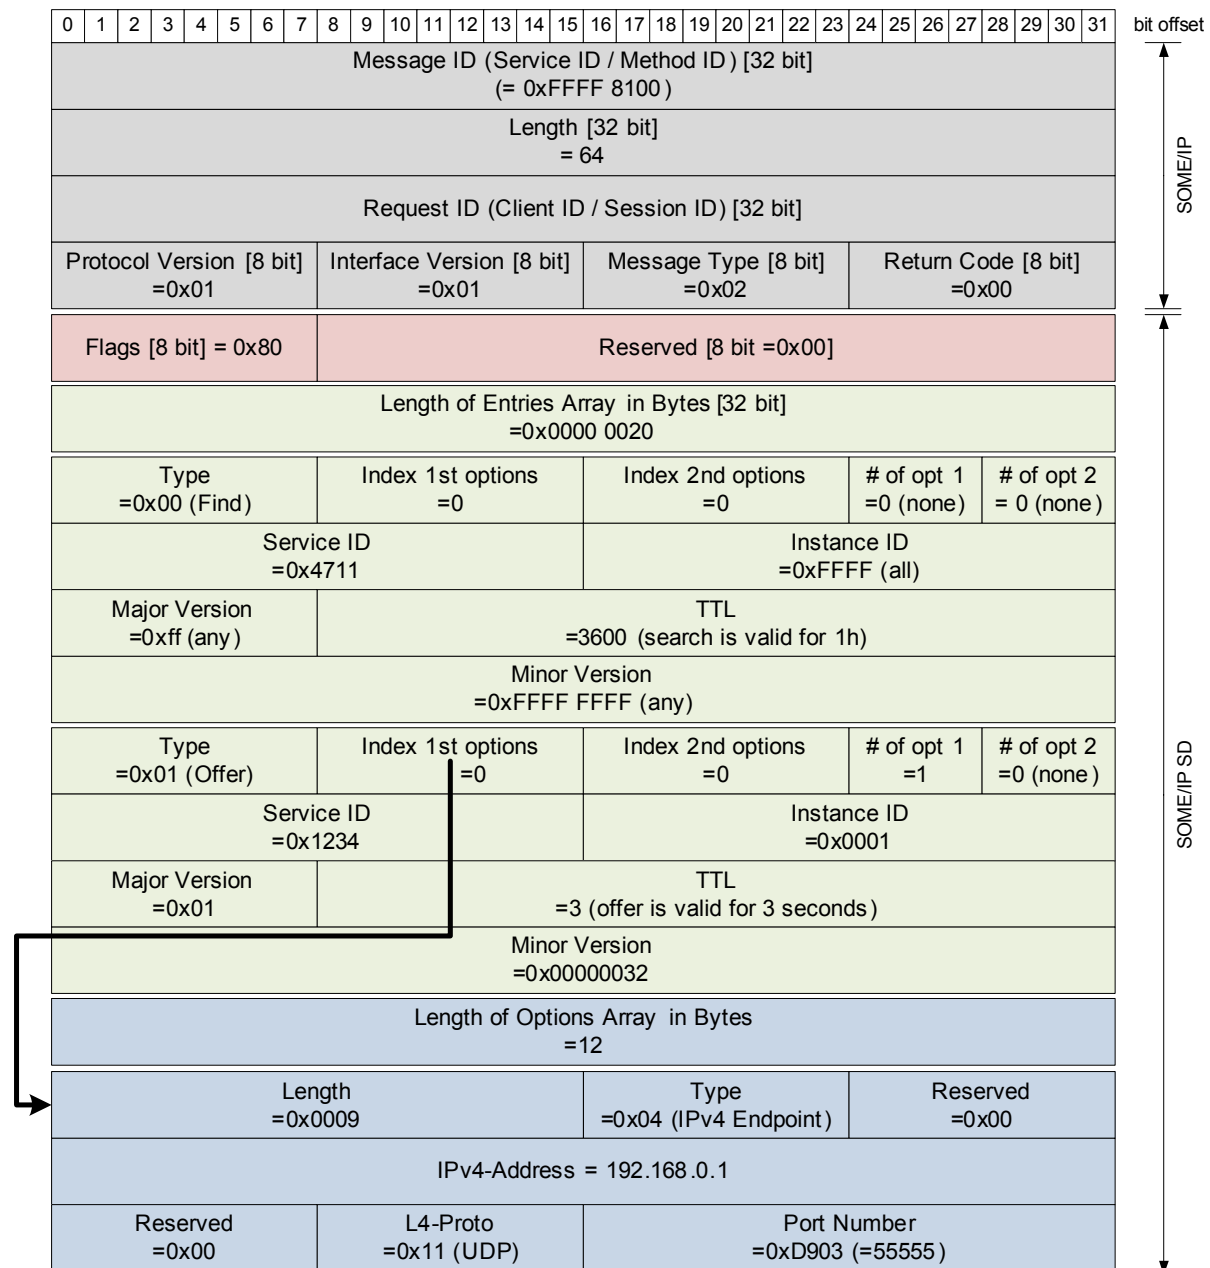 0 1 2 3 4 5 6 7 8 9 10 11 12 13 14 15 16 17 18 19 20 21 22 23 24 25 26 27 28 29 30 31 bit offset
Message ID (Service ID / Method ID) [32 bit]
(= 0xFFFF 8100)
Length [32 bit]
= 64
Request ID (Client ID / Session ID) [32 bit]
Protocol Version [8 bit] Interface Version [8 bit] Message Type [8 bit] Return Code [8 bit]
=0x01 =0x01 =0x02 =0x00
SOME/IP
Flags [8 bit] = 0x80 Reserved [8 bit =0x00]
Length of Entries Array in Bytes [32 bit]
=0x0000 0020
Type Index 1st options Index 2nd options # of opt 1 # of opt 2
=0x00 (Find) =0 =0 =0 (none) = 0 (none)
Service ID Instance ID
=0x4711 =0xFFFF (all)
Major Version TTL
=0xff (any) =3600 (search is valid for 1h)
Minor Version
=0xFFFF FFFF (any)
Type Index 1st options Index 2nd options # of opt 1 # of opt 2
=0x01 (Offer) =0 =0 =1 =0 (none)
Service ID Instance ID
=0x1234 =0x0001
Major Version TTL
=0x01 =3 (offer is valid for 3 seconds)
Minor Version
=0x00000032
Length of Options Array in Bytes
=12
Length Type Reserved
=0x0009 =0x04 (IPv4 Endpoint) =0x00
IPv4-Address = 192.168.0.1
Reserved L4-Proto Port Number
=0x00 =0x11 (UDP) =0xD903 (=55555)
SOME/IP SD